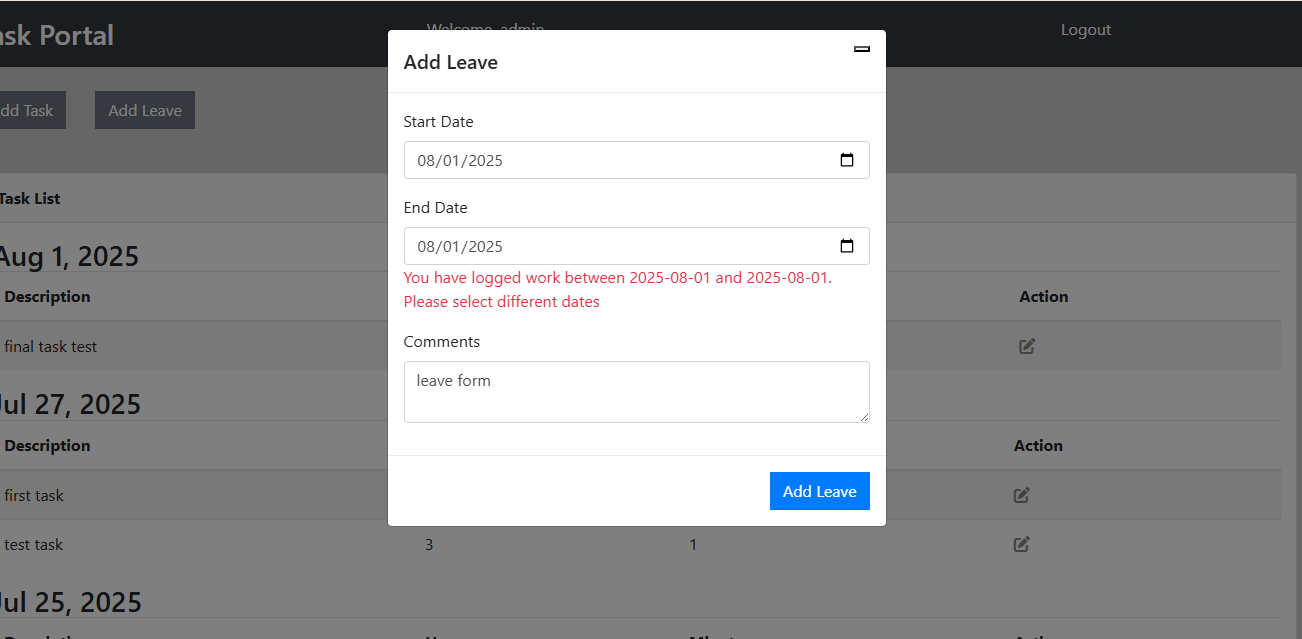 ask Portal
Logout
Add Leave
dd Task
Add Leave
Start Date
08/01/2025
End Date
08/01/2025
You have logged work between 2025-08-01 and 2025-08-01.
Please select different dates
Comments
leave form
Add Leave
Task List
Aug 1, 2025
Description Action
final task test
Jul 27, 2025
Description Action
first task
test task 3 1
Jul 25, 2025